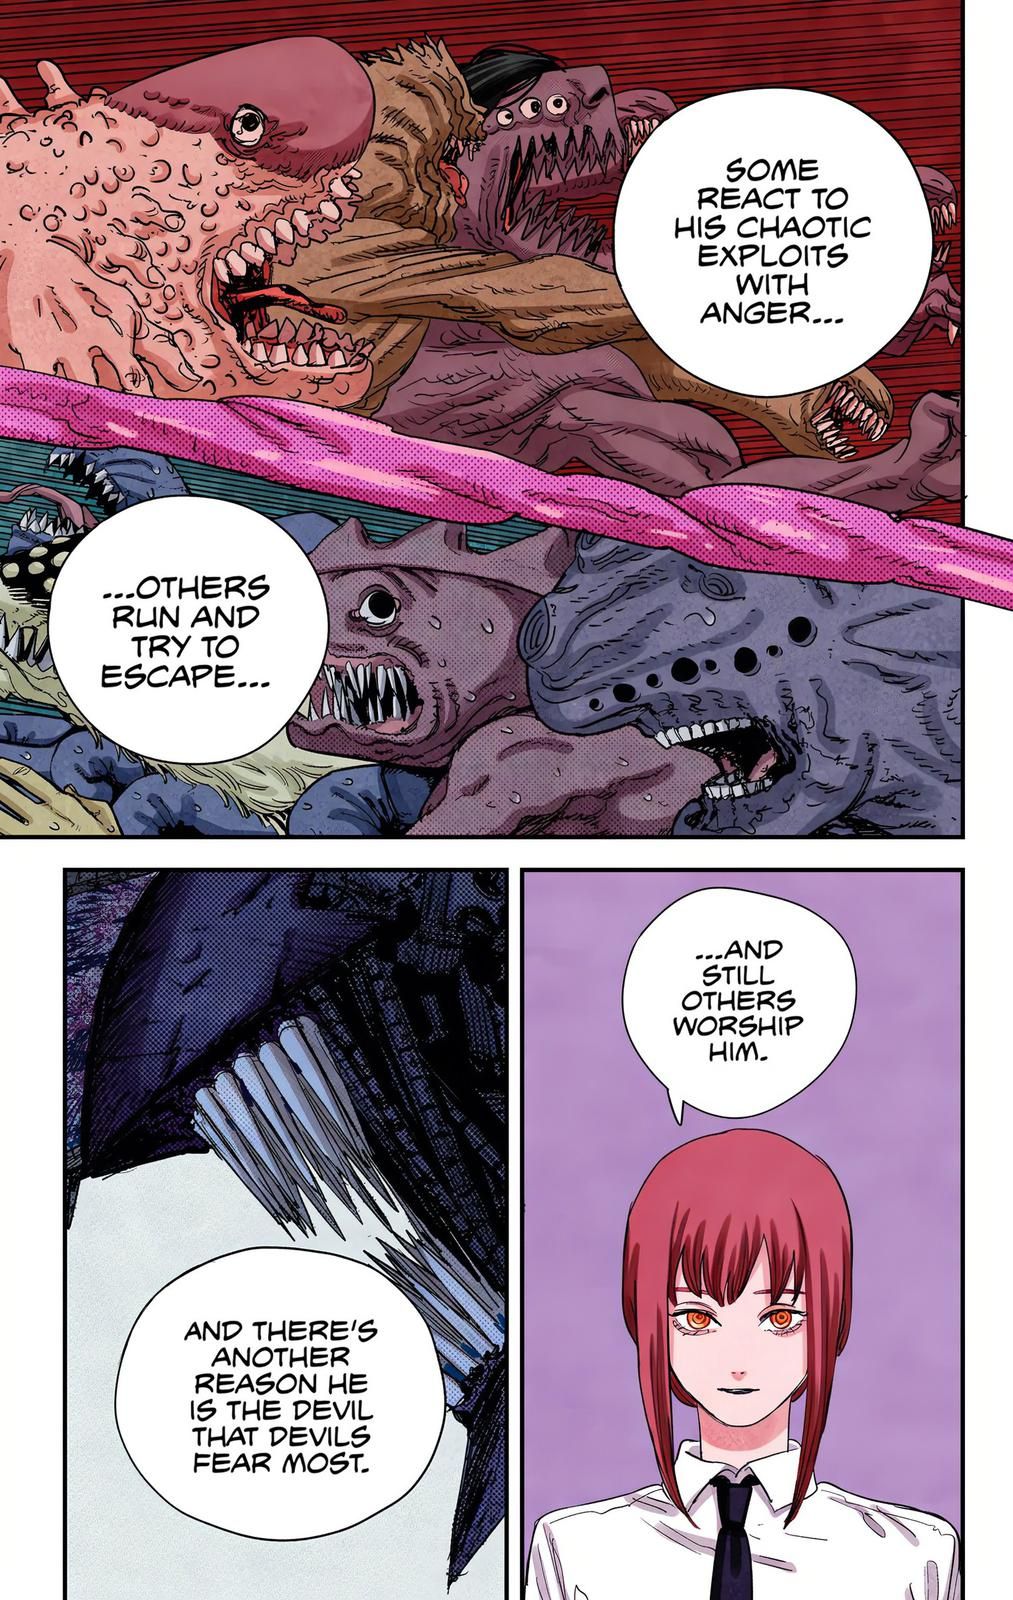 SOME
REACT TO
HIS CHAOTIC
EXPLOITS
WITH
ANGER...
...OTHERS
RUN AND
TRY TO
ESCAPE...
...AND
STILL
OTHERS
WORSHIP
HIM.
AND THERE'S
ANOTHER
REASON HE
IS THE DEVIL
THAT DEVILS
FEAR MOST.